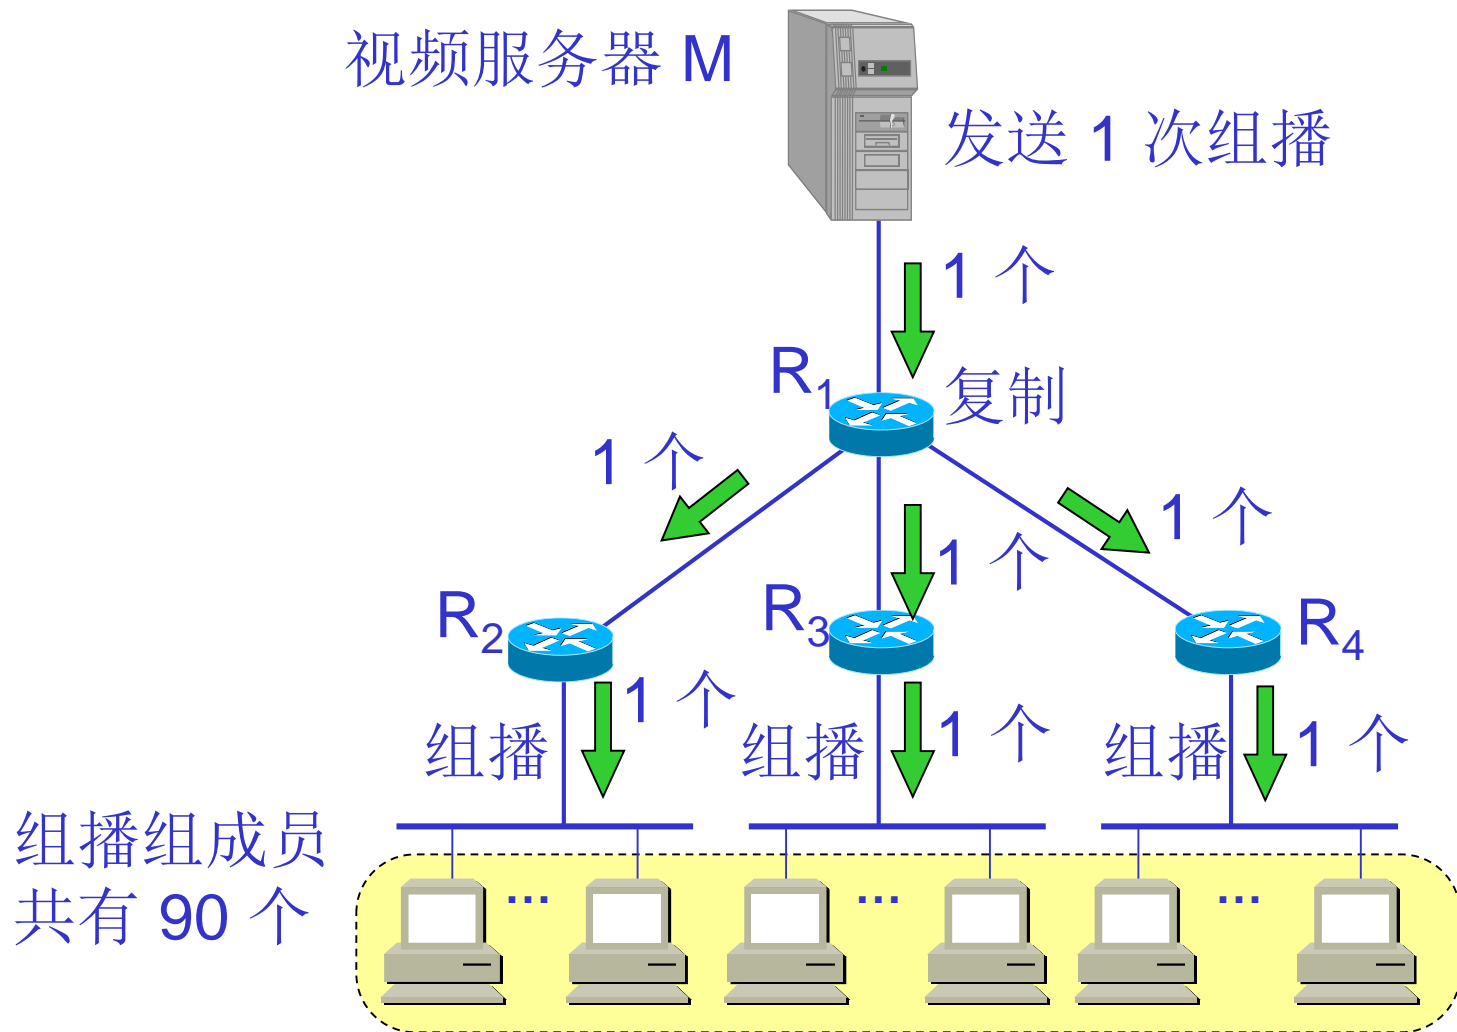 视频服务器 M
发送 1 次组播
1 个
R1
复制
1 个
1 个
1 个
R2
R3
R4
1 个
1 个
1 个
组播
组播
组播
组播组成员
共有 90 个
...
...
...